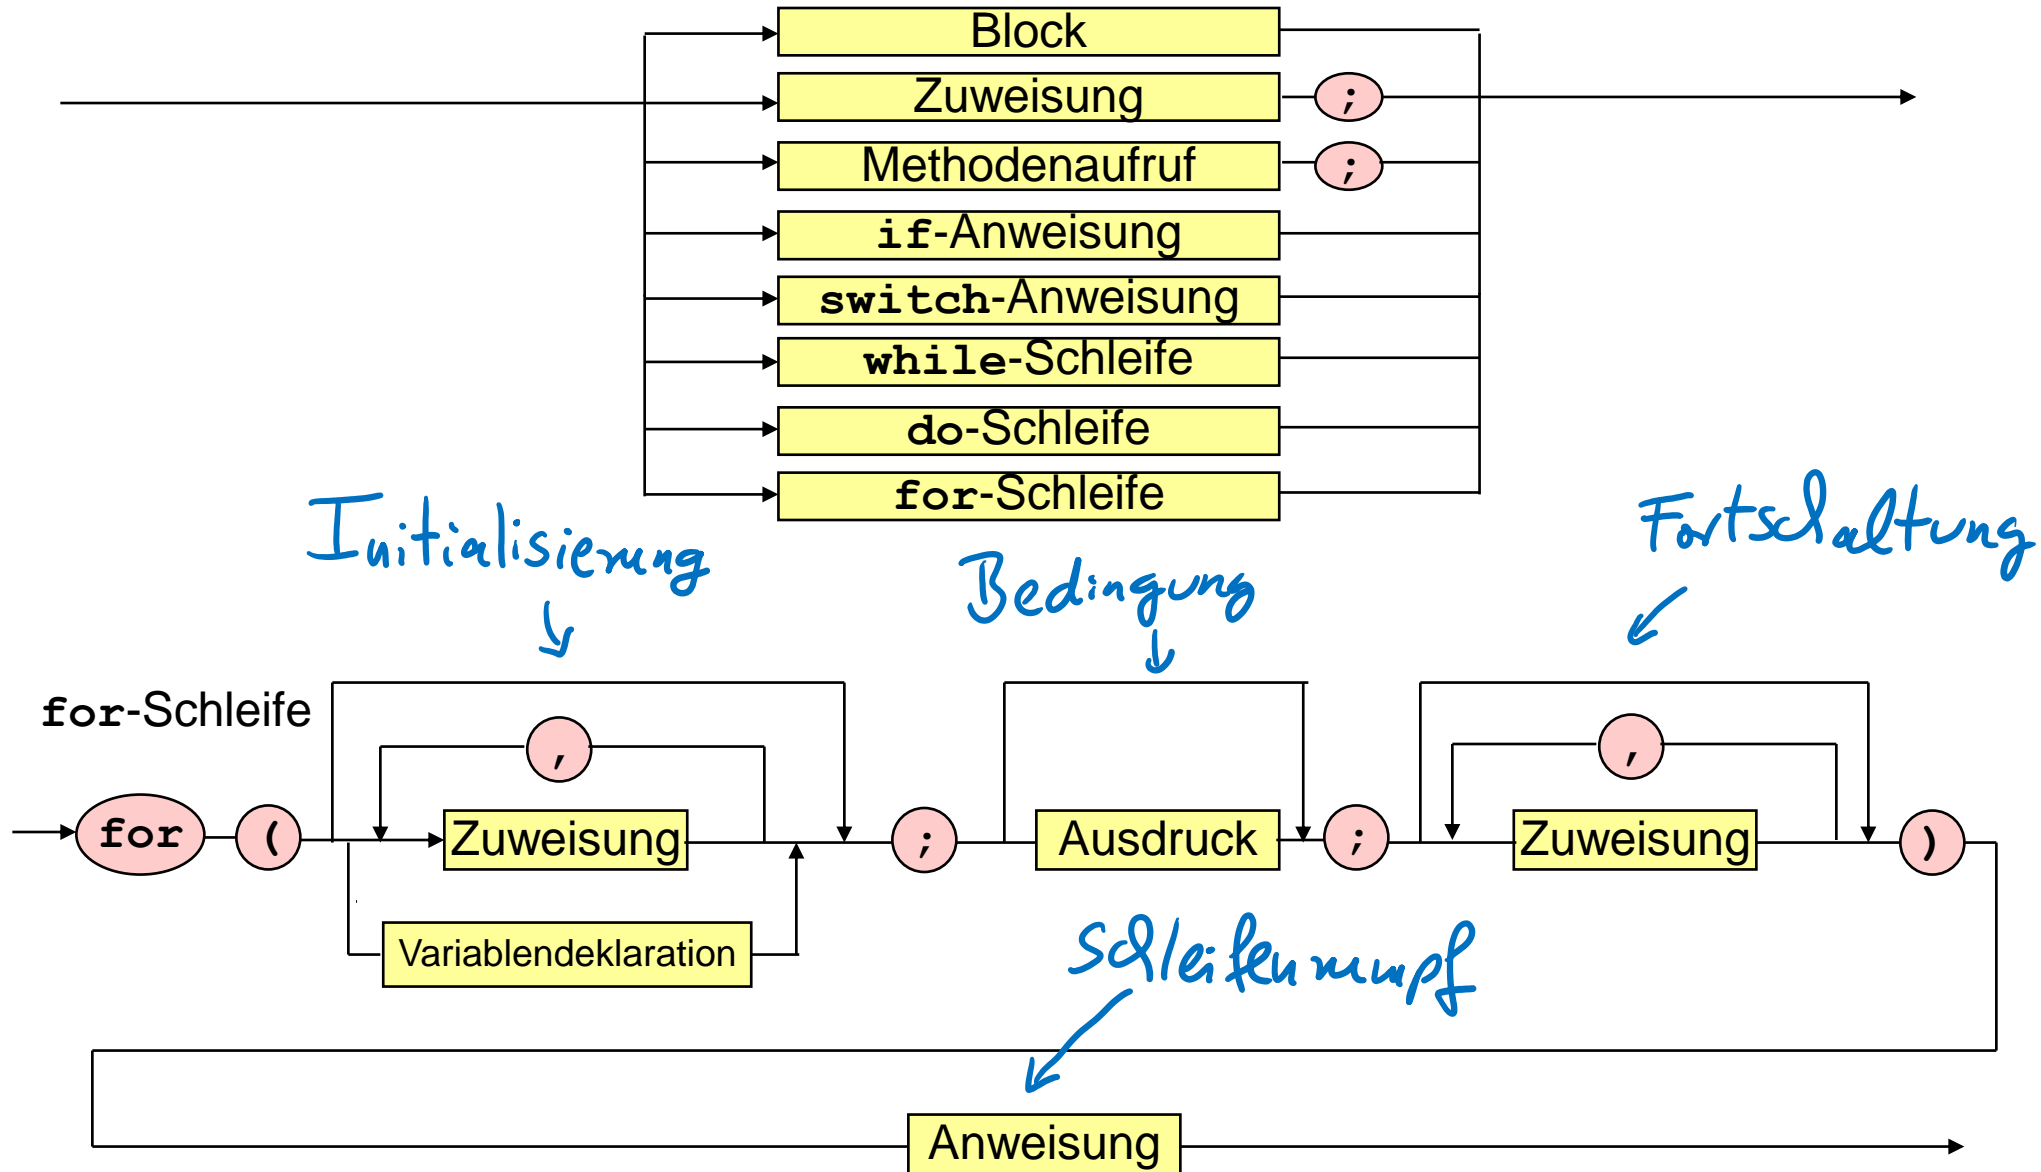 Block
Zuweisung ;
Methodenaufruf ;
if-Anweisung
switch-Anweisung
while-Schleife
do-Schleife
for-Schleife
Initialisierung
Bedingung
Fortschaltung
for-Schleife
, ,
for ( Zuweisung ; Ausdruck ; Zuweisung )
Variablendeklaration
Schleifenrumpf
Anweisung